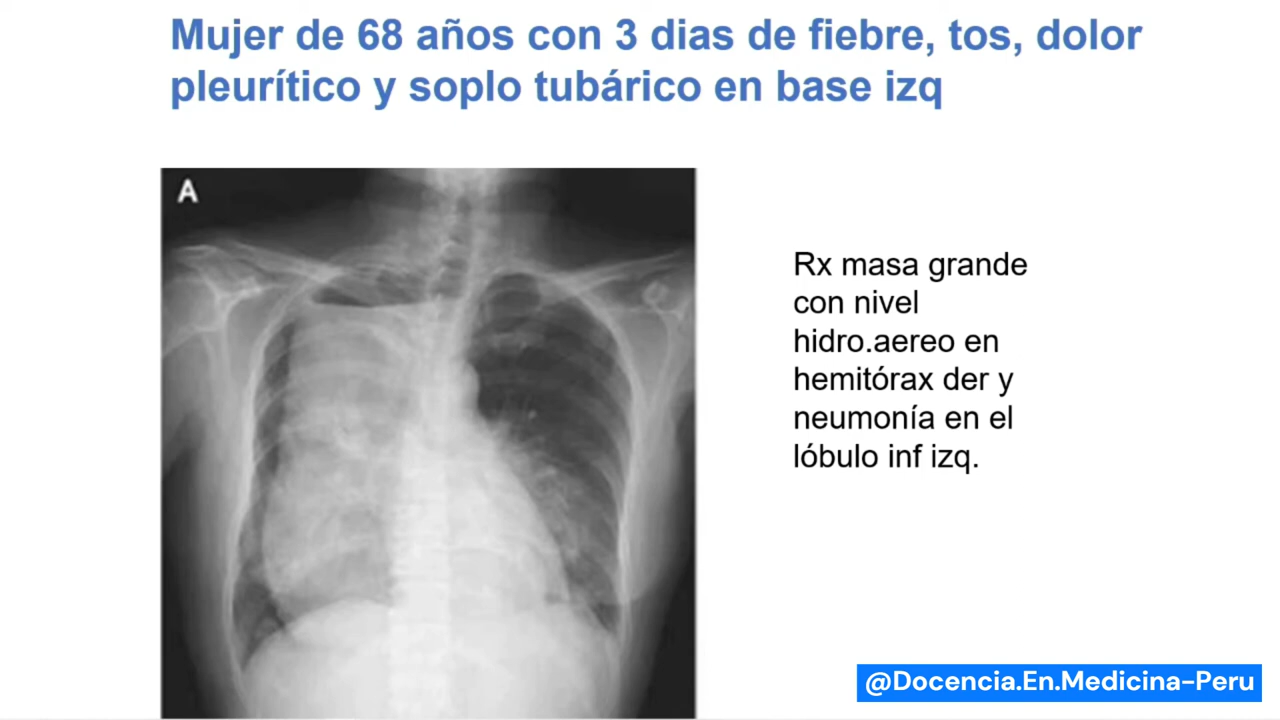 Mujer de 68 años con 3 dias de fiebre, tos, dolor
pleurítico y soplo tubárico en base izq
A
Rx masa grande
con nivel
hidro.aereo en
hemitórax der y
neumonía en el
lóbulo inf izq.
@Docencia.En.Medicina-Peru